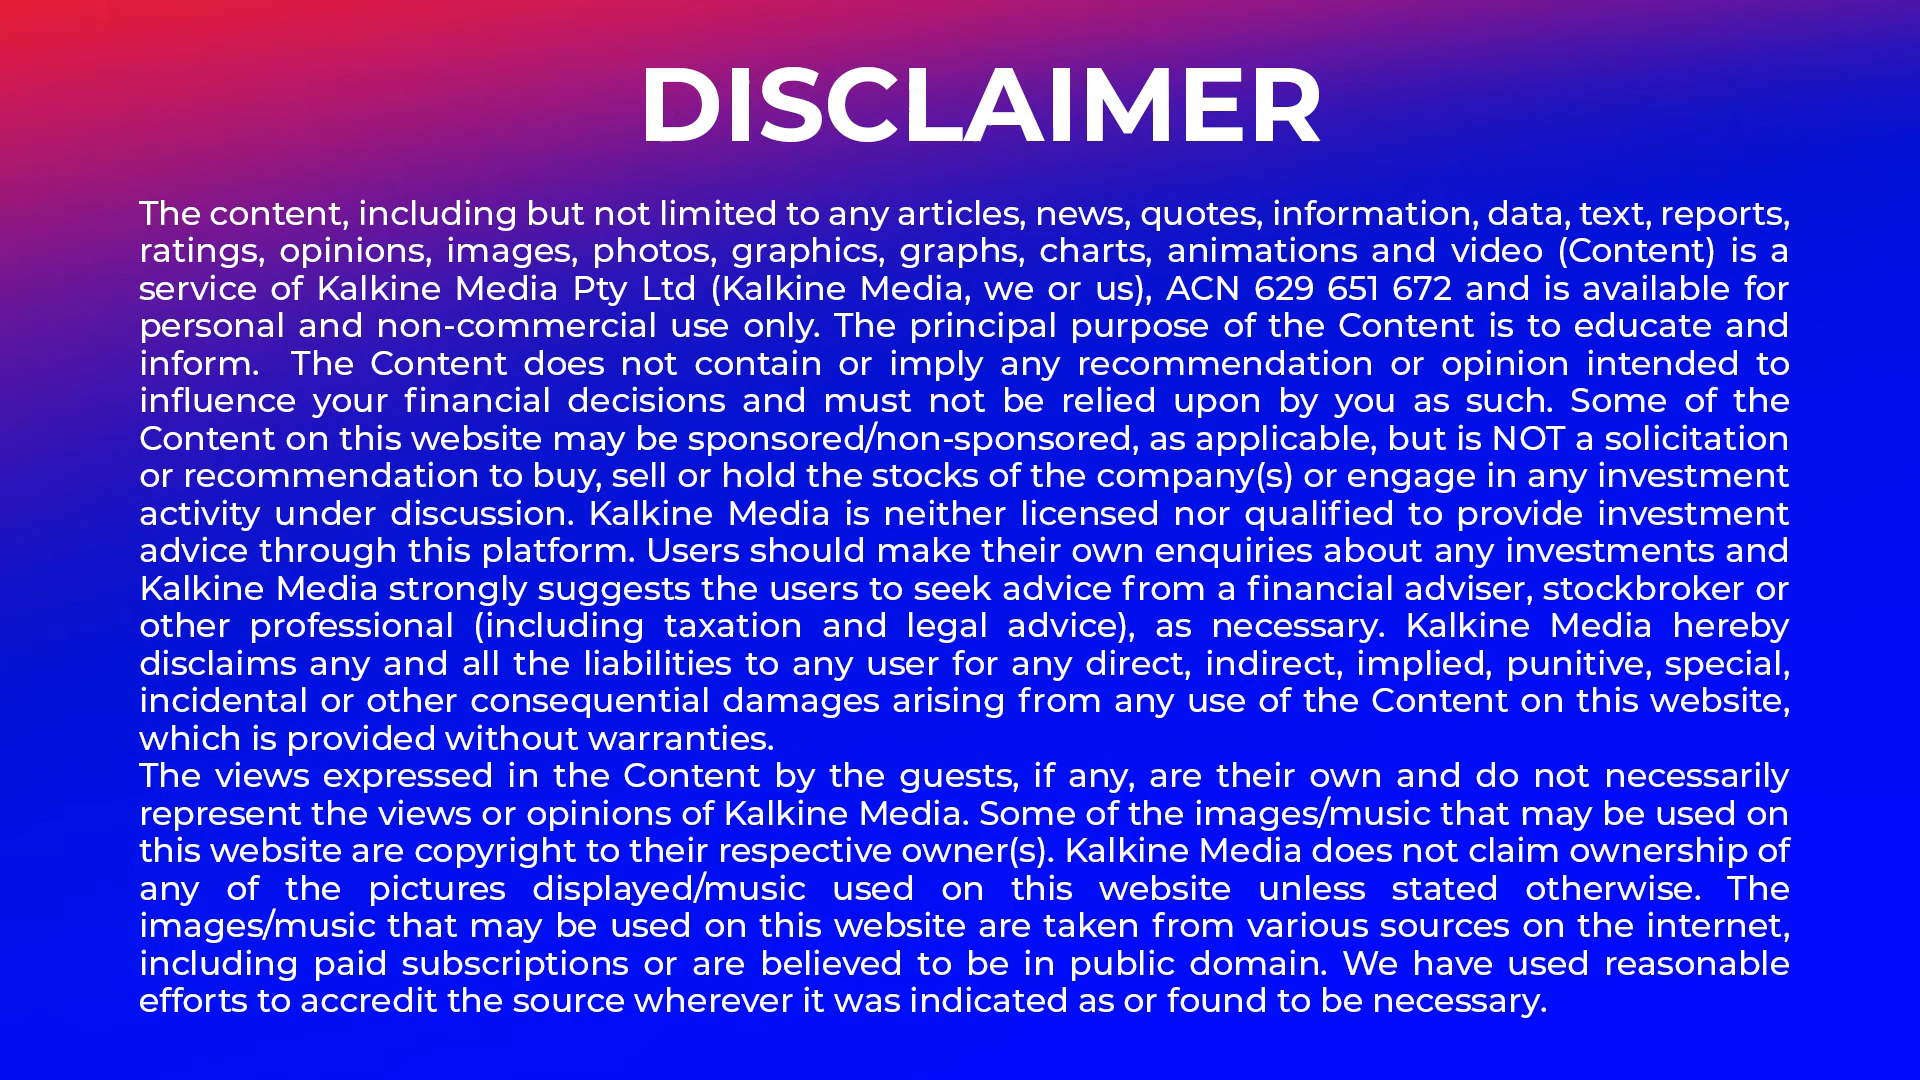 DISCLAIMER
The content, including but not limited to any articles, news, quotes, information, data, text, reports,
ratings, opinions, images, photos, graphics, graphs, charts, animations and video (Content) is a
service of Kalkine Media Pty Ltd (Kalkine Media, we or us), ACN 629 651 672 and is available for
personal and non-commercial use only. The principal purpose of the Content is to educate and
inform.  The Content does not contain or imply any recommendation or opinion intended to
influence your financial decisions and must not be relied upon by you as such. Some of the
Content on this website may be sponsored/non-sponsored, as applicable, but is NOT a solicitation
or recommendation to buy, sell or hold the stocks of the company(s) or engage in any investment
activity under discussion. Kalkine Media is neither licensed nor qualified to provide investment
advice through this platform. Users should make their own enquiries about any investments and
Kalkine Media strongly suggests the users to seek advice from a financial adviser, stockbroker or
other professional (including taxation and legal advice), as necessary. Kalkine Media hereby
disclaims any and all the liabilities to any user for any direct, indirect, implied, punitive, special,
incidental or other consequential damages arising from any use of the Content on this website,
which is provided without warranties.
The views expressed in the Content by the guests, if any, are their own and do not necessarily
represent the views or opinions of Kalkine Media. Some of the images/music that may be used on
this website are copyright to their respective owner(s). Kalkine Media does not claim ownership of
any of the pictures displayed/music used on this website unless stated otherwise. The
images/music that may be used on this website are taken from various sources on the internet,
including paid subscriptions or are believed to be in public domain. We have used reasonable
efforts to accredit the source wherever it was indicated as or found to be necessary.